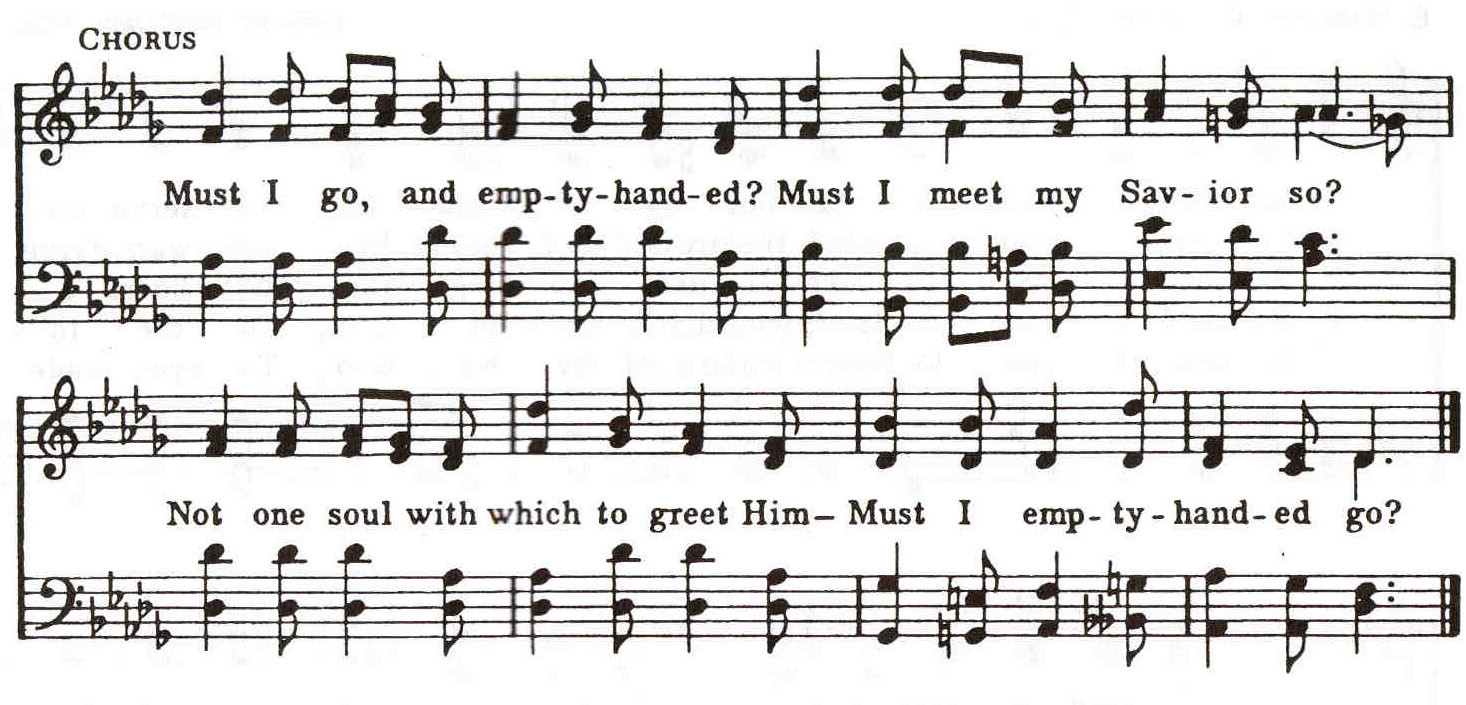 CHORUS
Must I go, and emp-ty-hand-ed? Must I meet my Sav-ior so?
Not one soul with which to greet Him— Must I emp-ty-hand-ed go?